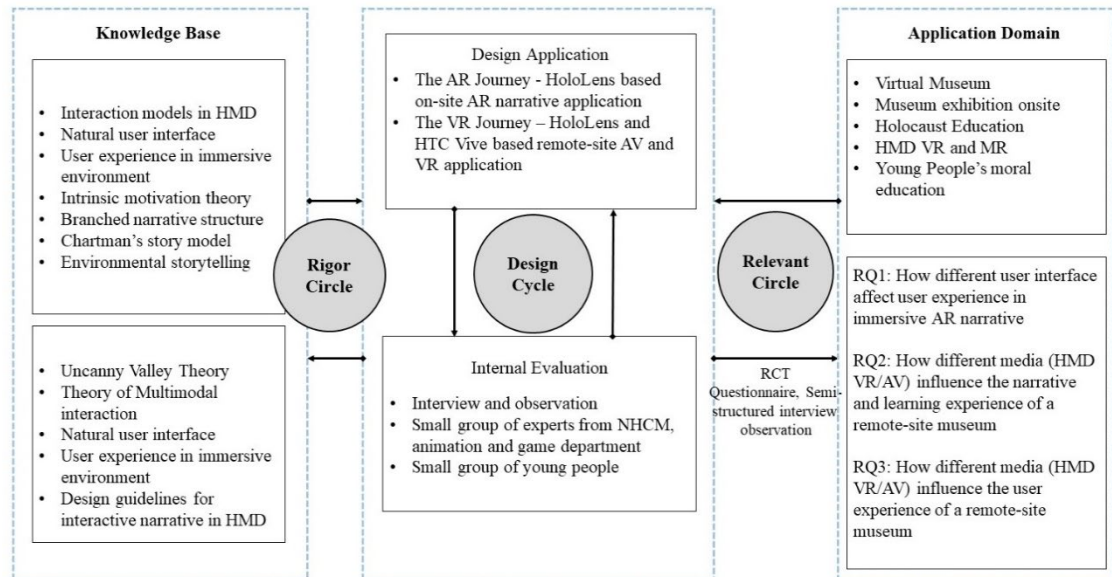 Knowledge Base
• Interaction models in HMD
• Natural user interface
• User experience in immersive
environment
• Intrinsic motivation theory
• Branched narrative structure
• Chartman's story model
• Environmental storytelling
• Uncanny Valley Theory
• Theory of Multimodal
interaction
• Natural user interface
• User experience in immersive
environment
• Design guidelines for
interactive narrative in HMD
Rigor
Circle
Design Application
• The AR Journey - HoloLens based
on-site AR narrative application
• The VR Journey – HoloLens and
HTC Vive based remote-site AV and
VR application
Design
Cycle
Internal Evaluation
• Interview and observation
• Small group of experts from NHCM,
animation and game department
• Small group of young people
Relevant
Circle
RCT
Questionnaire, Semi-
structured interview
observation
Application Domain
• Virtual Museum
• Museum exhibition onsite
• Holocaust Education
• HMD VR and MR
• Young People's moral
education
RQ1: How different user interface
affect user experience in
immersive AR narrative
RQ2: How different media (HMD
VR/AV) influence the narrative
and learning experience of a
remote-site museum
RQ3: How different media (HMD
VR/AV) influence the user
experience of a remote-site
museum